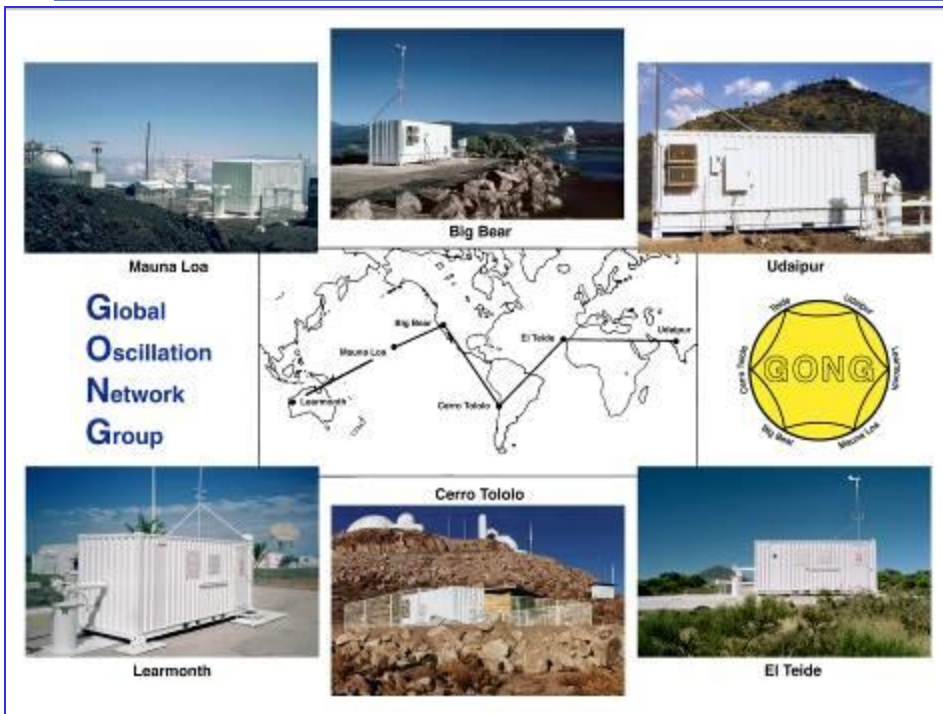 Big Bear
Mauna Loa
Udaipur
Global
Oscillation
Network
Group
Big Bear
Mauna Loa
Learmonth
El Teide
Udaipur
Cerro Tololo
Teide
Udaipur
Learmonth
Mauna Loa
Big Bear
Cerro Tololo
GONG
Cerro Tololo
Learmonth
El Teide